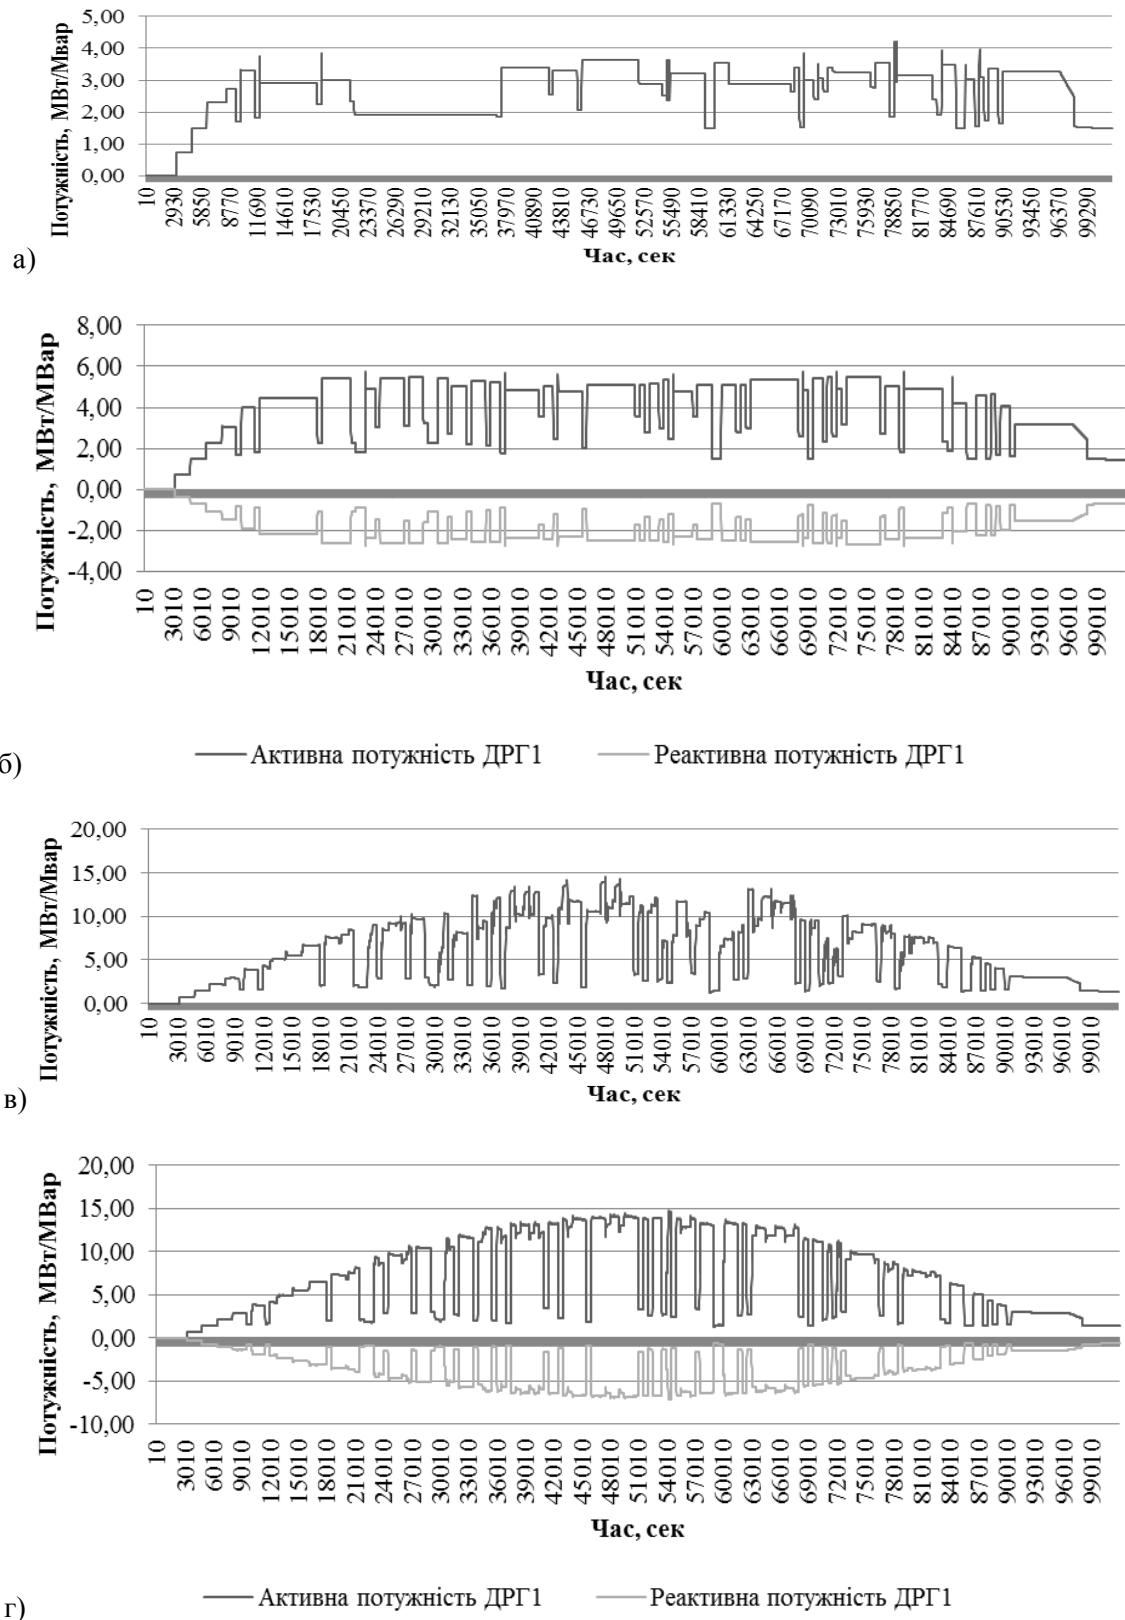 5,00
4,00
3,00
2,00
1,00
0,00
Потужність, МВт/Мвар
10 2930 5850 8770 11690 14610 17530 20450 23370 26290 29210 32130 35050 37970 40890 43810 46730 49650 52570 55490 58410 61330 64250 67170 70090 73010 75930 78850 81770 84690 87610 90530 93450 96370 99290
Час, сек
а)
8,00
6,00
4,00
2,00
0,00
-2,00
-4,00
Потужність, МВт/МВар
10 3010 6010 9010 12010 15010 18010 21010 24010 27010 30010 33010 36010 39010 42010 45010 48010 51010 54010 57010 60010 63010 66010 69010 72010 75010 78010 81010 84010 87010 90010 93010 96010 99010
Час, сек
Активна потужність ДРГ1 Реактивна потужність ДРГ1
б)
20,00
15,00
10,00
5,00
0,00
Потужність, МВт/Мвар
10 3010 6010 9010 12010 15010 18010 21010 24010 27010 30010 33010 36010 39010 42010 45010 48010 51010 54010 57010 60010 63010 66010 69010 72010 75010 78010 81010 84010 87010 90010 93010 96010 99010
Час, сек
в)
20,00
15,00
10,00
5,00
0,00
-5,00
-10,00
Потужність, МВт/МВар
10 3010 6010 9010 12010 15010 18010 21010 24010 27010 30010 33010 36010 39010 42010 45010 48010 51010 54010 57010 60010 63010 66010 69010 72010 75010 78010 81010 84010 87010 90010 93010 96010 99010
Час, сек
Активна потужність ДРГ1 Реактивна потужність ДРГ1
г)